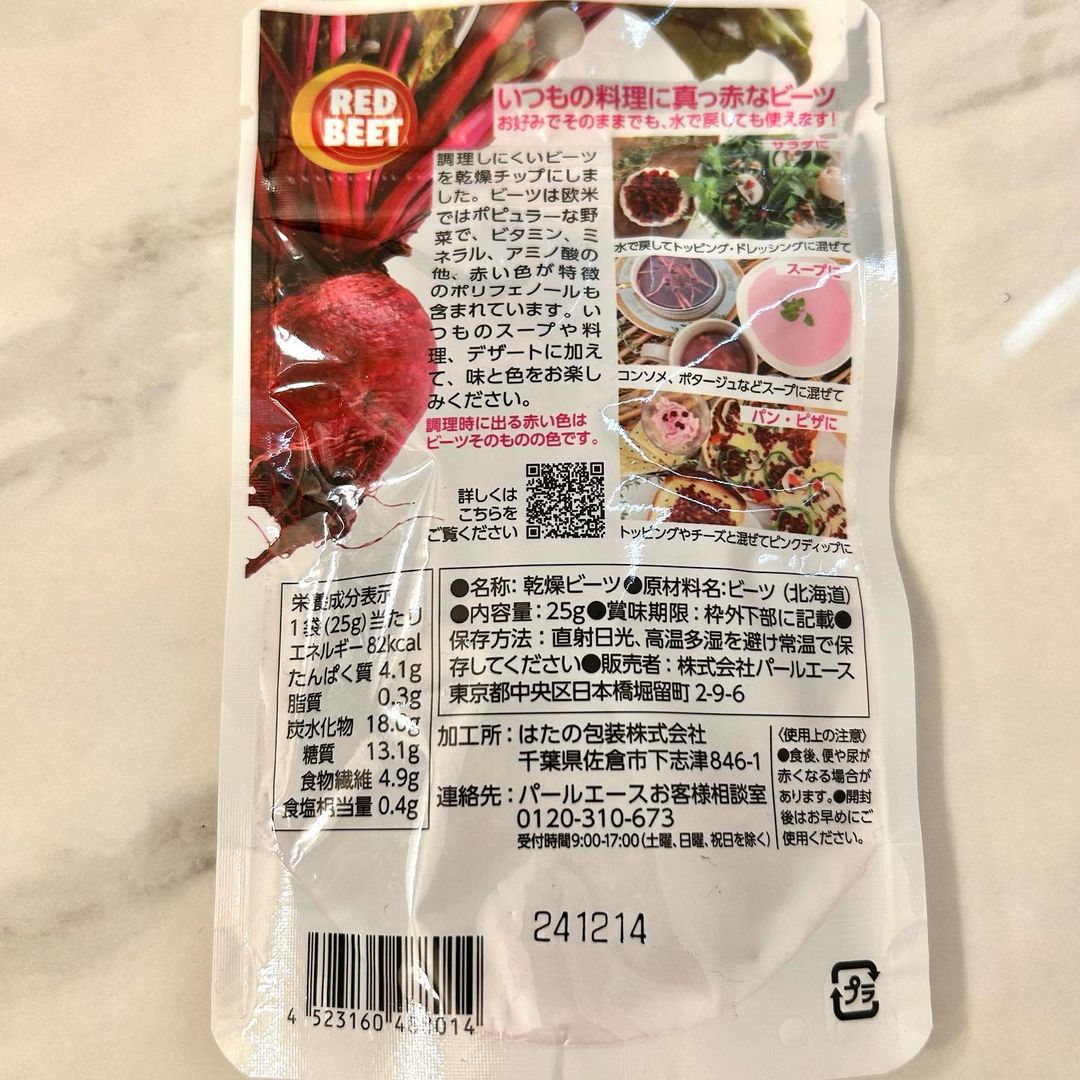 RED
BEET
いつもの料理に真っ赤なビーツ
お好みでそのままでも、水で戻しても使えます!
調理しにくいビーツ
を乾燥チップにしま
した。ビーツは欧米
ではポピュラーな野
菜で、ビタミン、ミ
ネラル、アミノ酸の
他、赤い色が特徴
のポリフェノールも
含まれています。い
つものスープや料
理、デザートに加え
て、味と色をお楽し
みください。
調理時に出る赤い色は
ビーツそのものの色です。
詳しくは
こちらを
ご覧ください
サラダに
水で戻してトッピング・ドレッシングに混ぜて
スープに
コンソメ、ポタージュなどスープに混ぜて
パン・ピザに
トッピングやチーズと混ぜてピンクディップに
栄養成分表示
1袋(25g)当たり
エネルギー 82kcal
たんぱく質 4.1g
脂質 0.3g
炭水化物 18.0g
糖質 13.1g
食物繊維 4.9g
食塩相当量 0.4g
●名称:乾燥ビーツ●原材料名:ビーツ(北海道)
●内容量:25g●賞味期限:枠外下部に記載●
保存方法:直射日光、高温多湿を避け常温で保
存してください●販売者:株式会社パールエース
東京都中央区日本橋堀留町 2-9-6
加工所:はたの包装株式会社
千葉県佐倉市下志津846-1
連絡先:パールエースお客様相談室
0120-310-673
受付時間9:00-17:00(土曜、日曜、祝日を除く)
〈使用上の注意〉
●食後、便や尿が
赤くなる場合が
あります。●開封
後はお早めにご
使用ください。
241214
プラ
4 523160